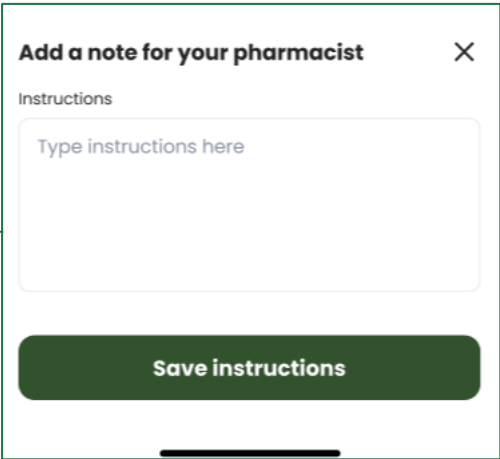 Add a note for your pharmacist
Instructions
Type instructions here
Save instructions